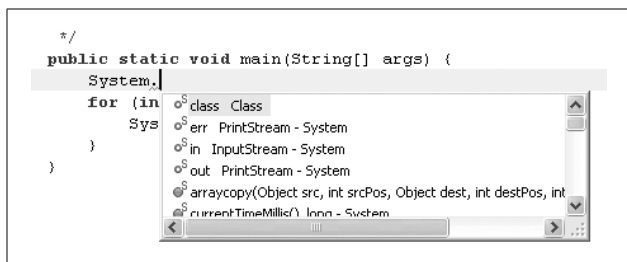 */
public static void main(String[] args) {
System.
for (in
Sys
}
}
class Class
err PrintStream - System
in InputStream - System
out PrintStream - System
arraycopy(Object src, int srcPos, Object dest, int destPos, int
currentTimeMillis() long - System